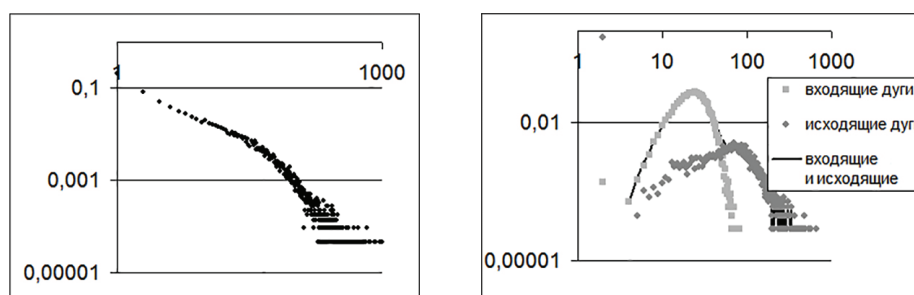 1
1000
0,1
0,001
0,00001
1
10
100
1000
0,01
0,00001
входящие дуги
исходящие дуг
входящие
и исходящие